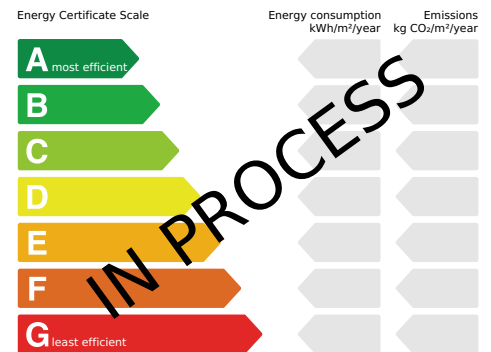 Energy Certificate Scale
Energy consumption
kWh/m²/year
Emissions
kg CO₂/m²/year
A most efficient
B
C
D
E
F
G least efficient
IN PROCESS